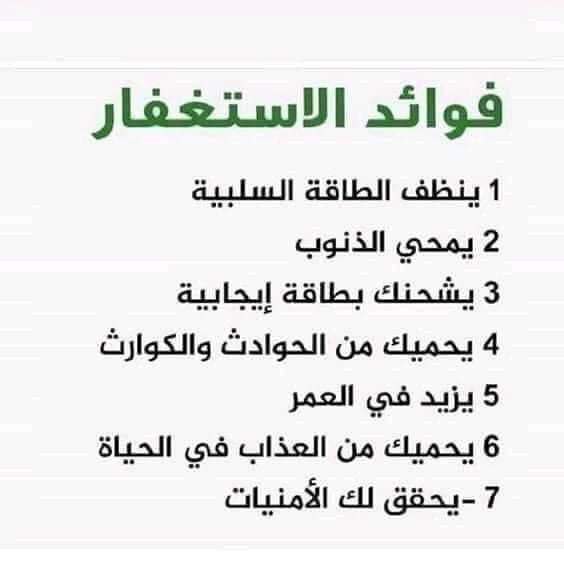 فوائد الاستغفار
1 ينظف الطاقة السلبية
2 يمحي الذنوب
3 يشحنك بطاقة إيجابية
4 يحميك من الحوادث والكوارث
5 يزيد في العمر
6 يحميك من العذاب في الحياة
7 -يحقق لك الأمنيات